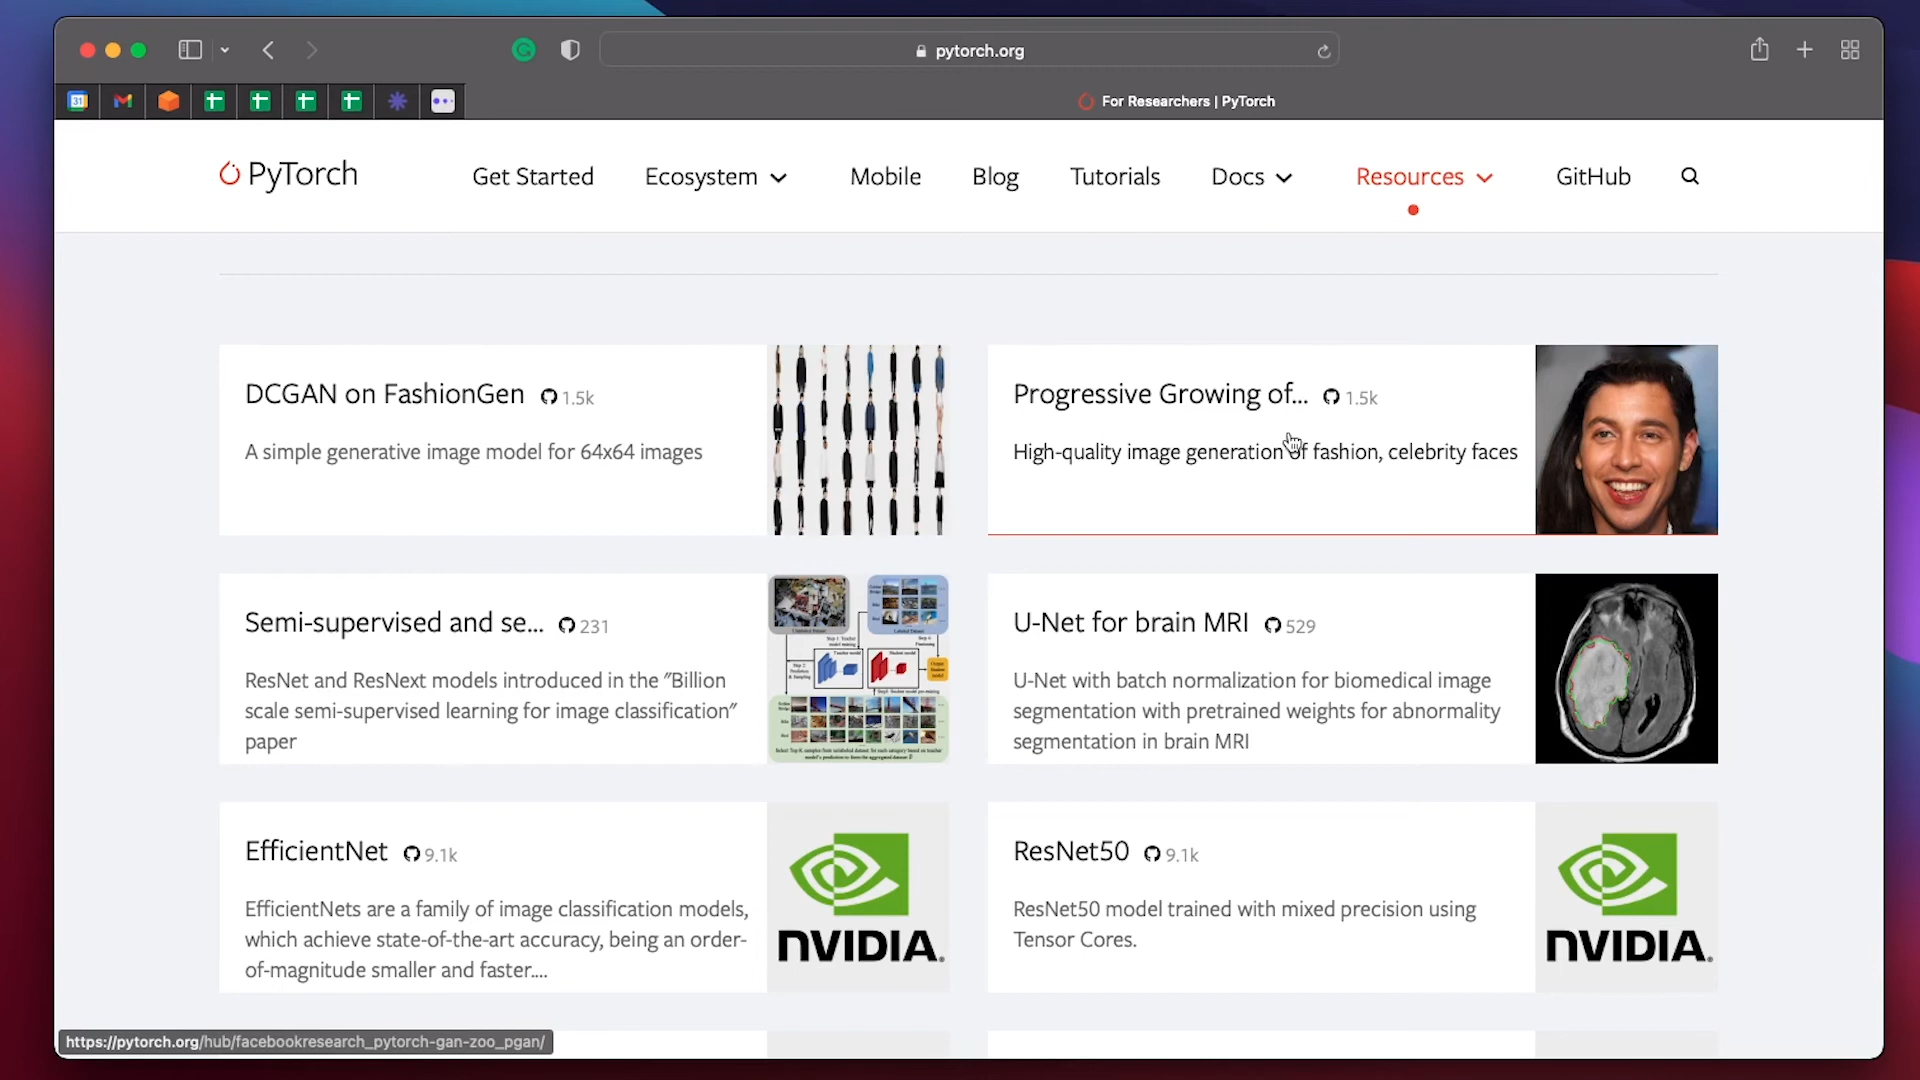 pytorch.org
31
For Researchers | PyTorch
PyTorch
Get Started
Ecosystem
Mobile
Blog
Tutorials
Docs
Resources
GitHub
DCGAN on FashionGen 1.5k
A simple generative image model for 64x64 images
Progressive Growing of... 1.5k
High-quality image generation of fashion, celebrity faces
Semi-supervised and se... 231
ResNet and ResNext models introduced in the "Billion
scale semi-supervised learning for image classification"
paper
U-Net for brain MRI 529
U-Net with batch normalization for biomedical image
segmentation with pretrained weights for abnormality
segmentation in brain MRI
EfficientNet 9.1k
EfficientNets are a family of image classification models,
which achieve state-of-the-art accuracy, being an order-
of-magnitude smaller and faster....
NVIDIA.
ResNet50 9.1k
ResNet50 model trained with mixed precision using
Tensor Cores.
NVIDIA.
https://pytorch.org/hub/facebookresearch_pytorch-gan-zoo_pgan/